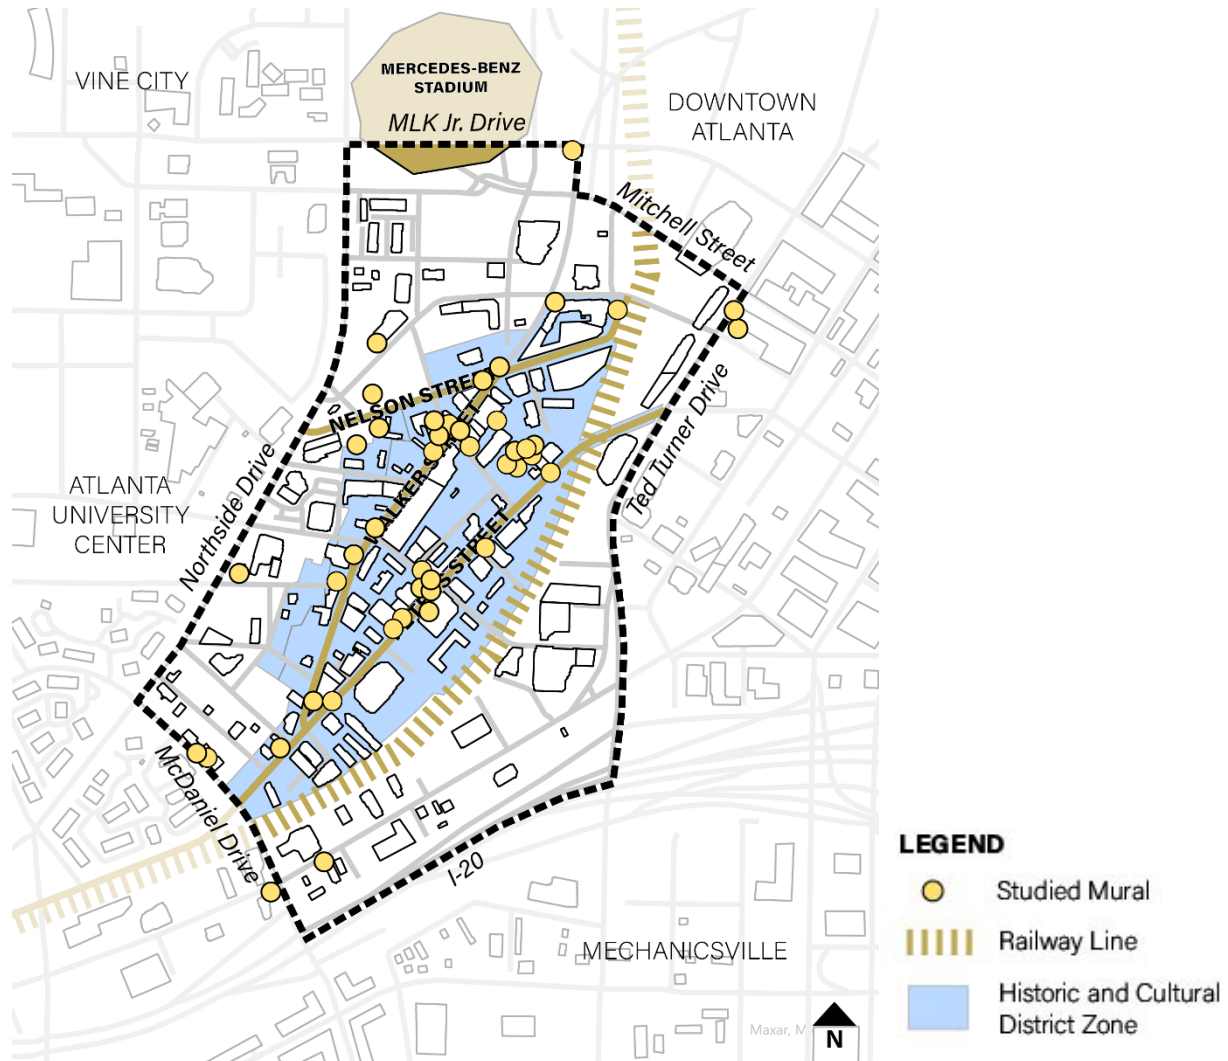 VINE CITY
MERCEDES-BENZ
STADIUM
MLK Jr. Drive
DOWNTOWN
ATLANTA
Mitchell Street
NELSON STREET
WALKER STREET
Ted Turner Drive
Northside Drive
ATLANTA
UNIVERSITY
CENTER
STREET
McDaniel Drive
I-20
MECHANICSVILLE
Maxar, M
N
LEGEND
Studied Mural
Railway Line
Historic and Cultural
District Zone